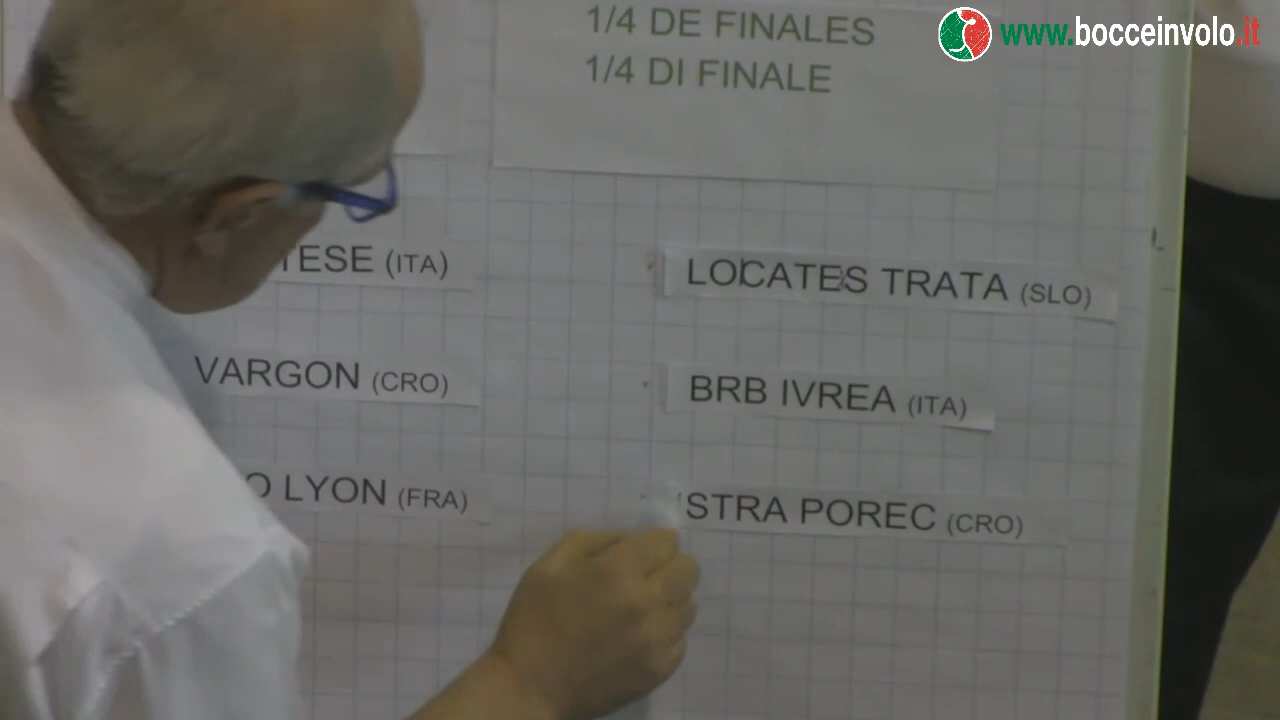 1/4 DE FINALES
1/4 DI FINALE
www.bocceinvolo.it
TESE (ITA)
LOCATES TRATA (SLO)
VARGON (CRO)
BRB IVREA (ITA)
O LYON (FRA)
STRA POREC (CRO)